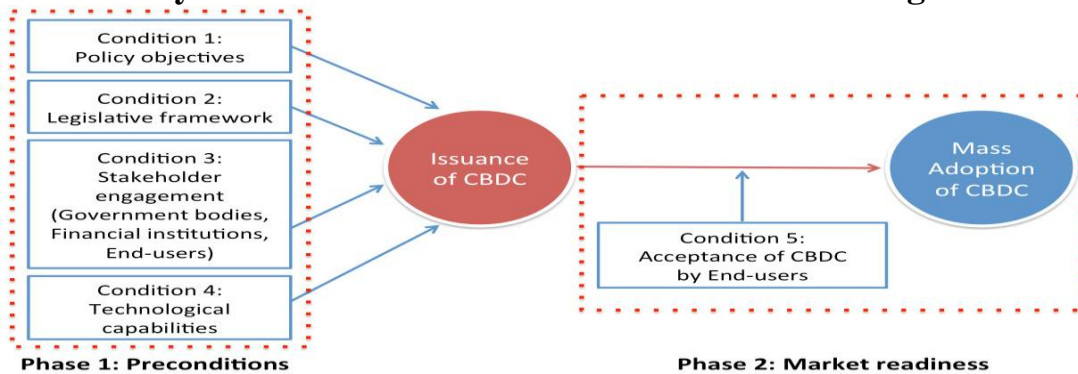 Condition 1:
Policy objectives
Condition 2:
Legislative framework
Condition 3:
Stakeholder
engagement
(Government bodies,
Financial institutions,
End-users)
Condition 4:
Technological
capabilities
Phase 1: Preconditions
Issuance
of CBDC
Condition 5:
Acceptance of CBDC
by End-users
Mass
Adoption
of CBDC
Phase 2: Market readiness